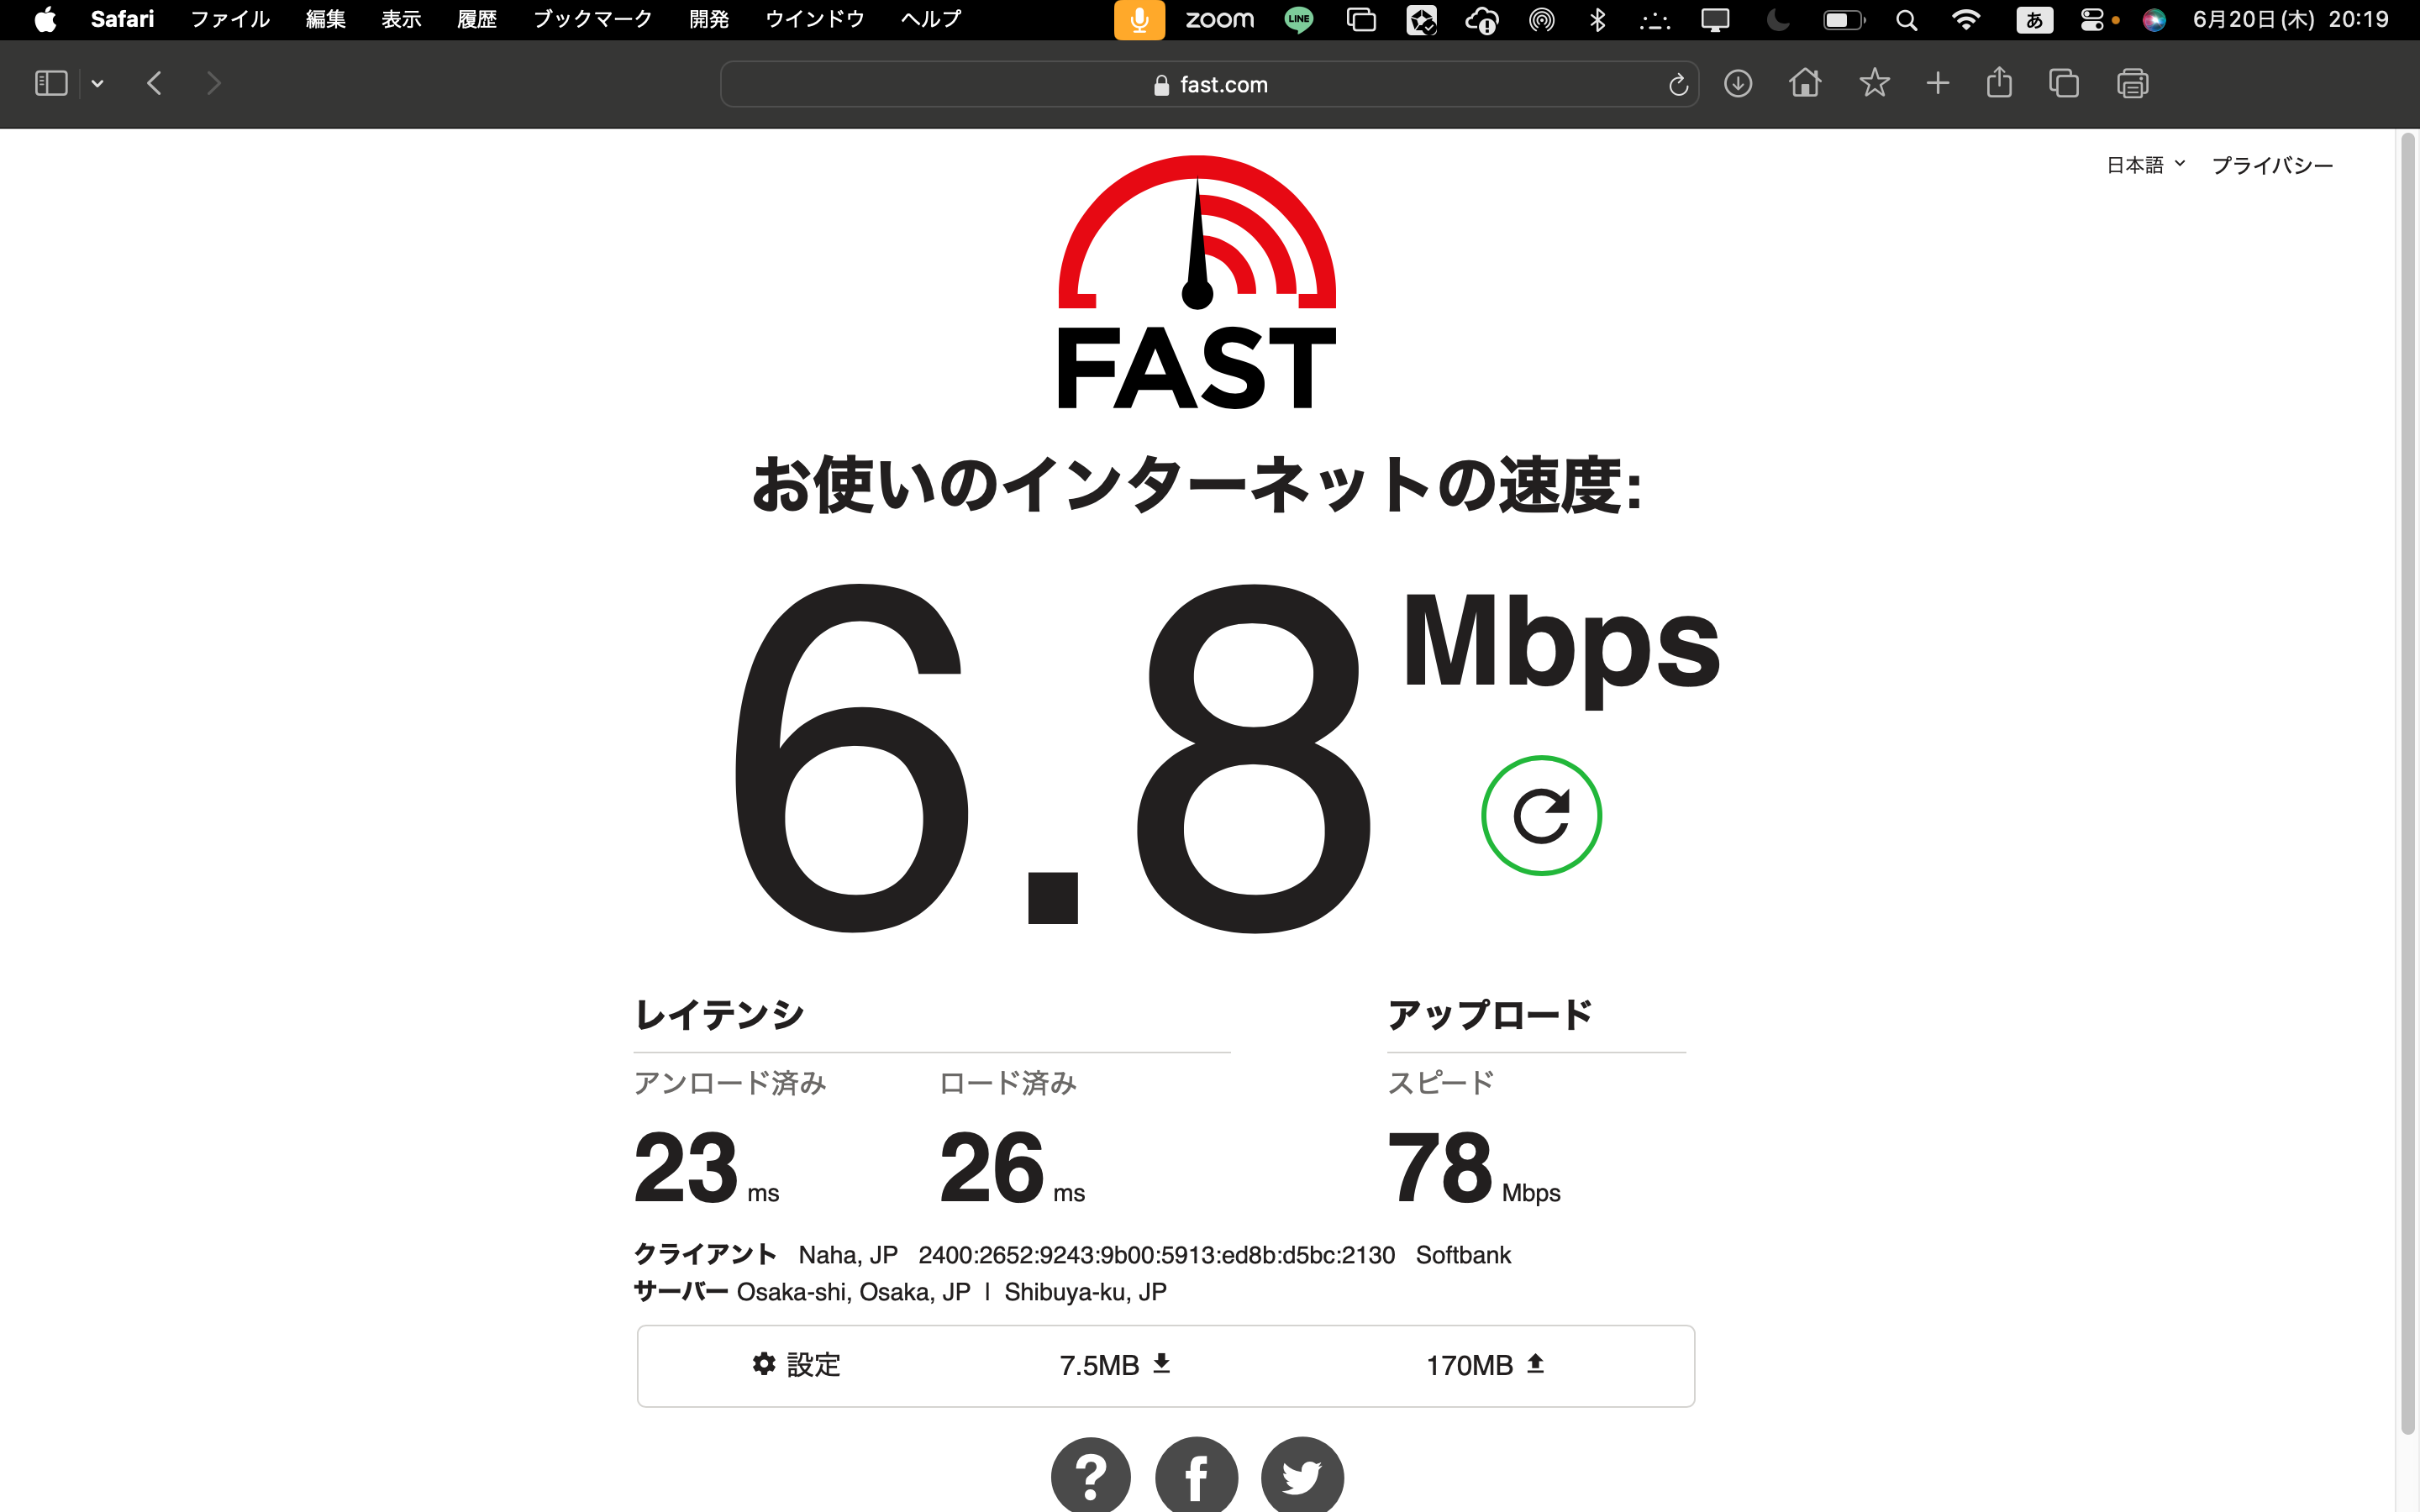 Safari ファイル 編集 表示 履歴 ブックマーク 開発 ウインドウ ヘルプ zoom LINE あ 6月20日(木) 20:19
fast.com
日本語 プライバシー
FAST
お使いのインターネットの速度:
6.8 Mbps
レイテンシ アップロード
アンロード済み ロード済み スピード
23 ms 26 ms 78 Mbps
クライアント Naha, JP 2400:2652:9243:9b00:5913:ed8b:d5bc:2130 Softbank
サーバー Osaka-shi, Osaka, JP | Shibuya-ku, JP
設定 7.5MB 170MB